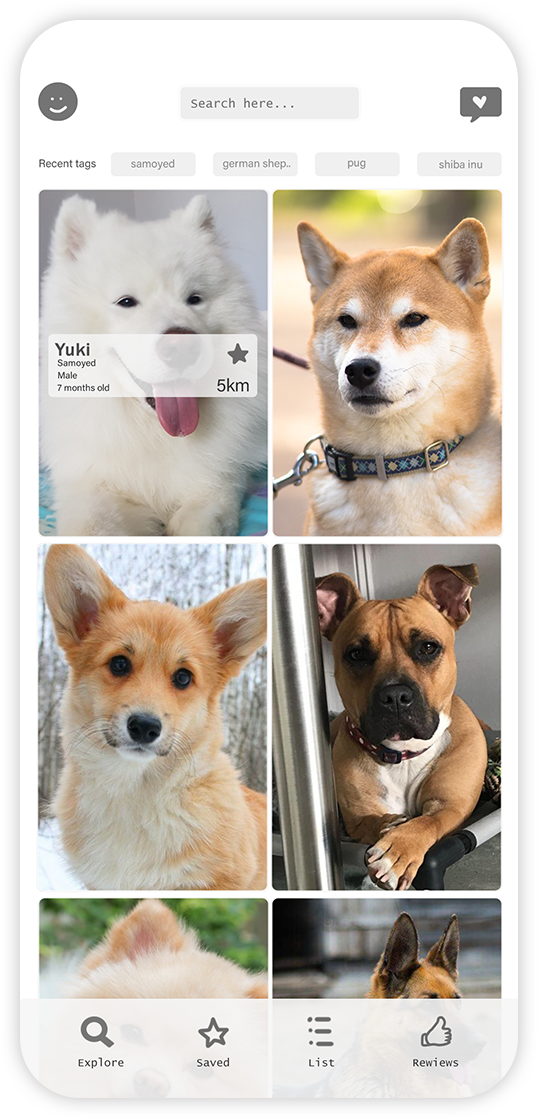 Search here...
Recent tags
samoyed
german shep..
pug
shiba inu
Yuki
Samoyed
Male
7 months old
5km
Explore
Saved
List
Rewiews